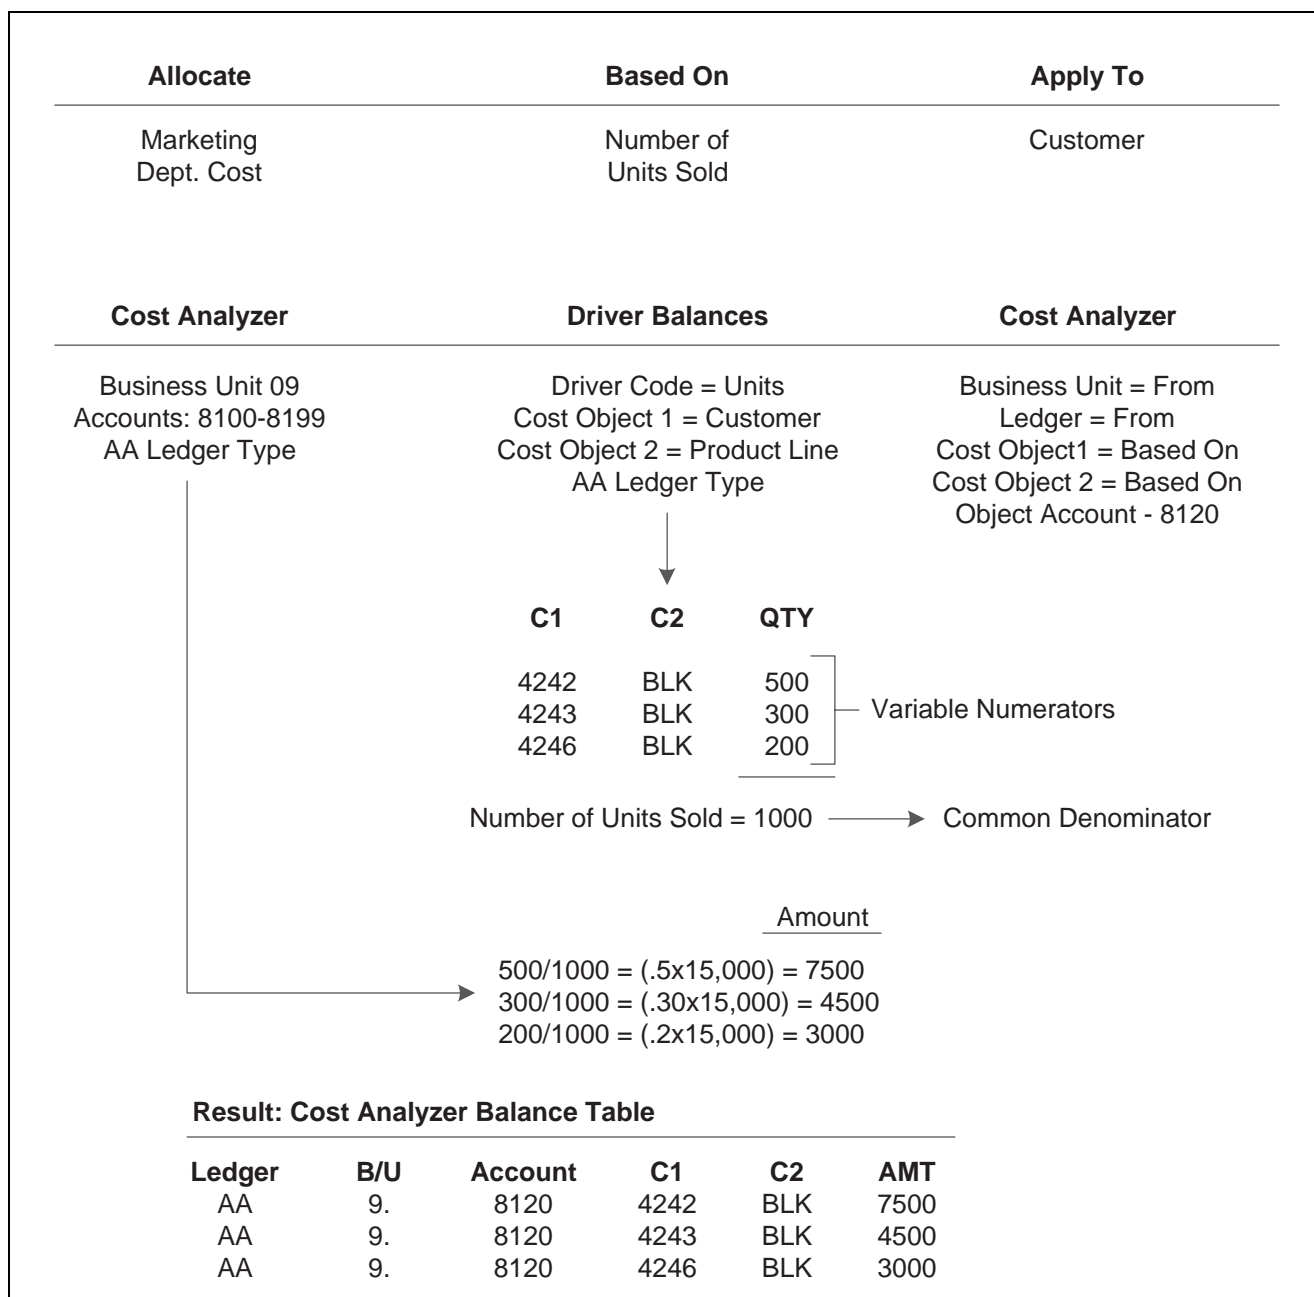 Allocate Based On Apply To
Marketing Number of Customer
Dept. Cost Units Sold
Cost Analyzer Driver Balances Cost Analyzer
Business Unit 09 Driver Code = Units Business Unit = From
Accounts: 8100-8199 Cost Object 1 = Customer Ledger = From
AA Ledger Type Cost Object 2 = Product Line Cost Object1 = Based On
AA Ledger Type Cost Object 2 = Based On
Object Account - 8120
C1 C2 QTY
4242 BLK 500
4243 BLK 300 Variable Numerators
4246 BLK 200
Number of Units Sold = 1000 Common Denominator
Amount
500/1000 = (.5x15,000) = 7500
300/1000 = (.30x15,000) = 4500
200/1000 = (.2x15,000) = 3000
Result: Cost Analyzer Balance Table
Ledger B/U Account C1 C2 AMT
AA 9. 8120 4242 BLK 7500
AA 9. 8120 4243 BLK 4500
AA 9. 8120 4246 BLK 3000